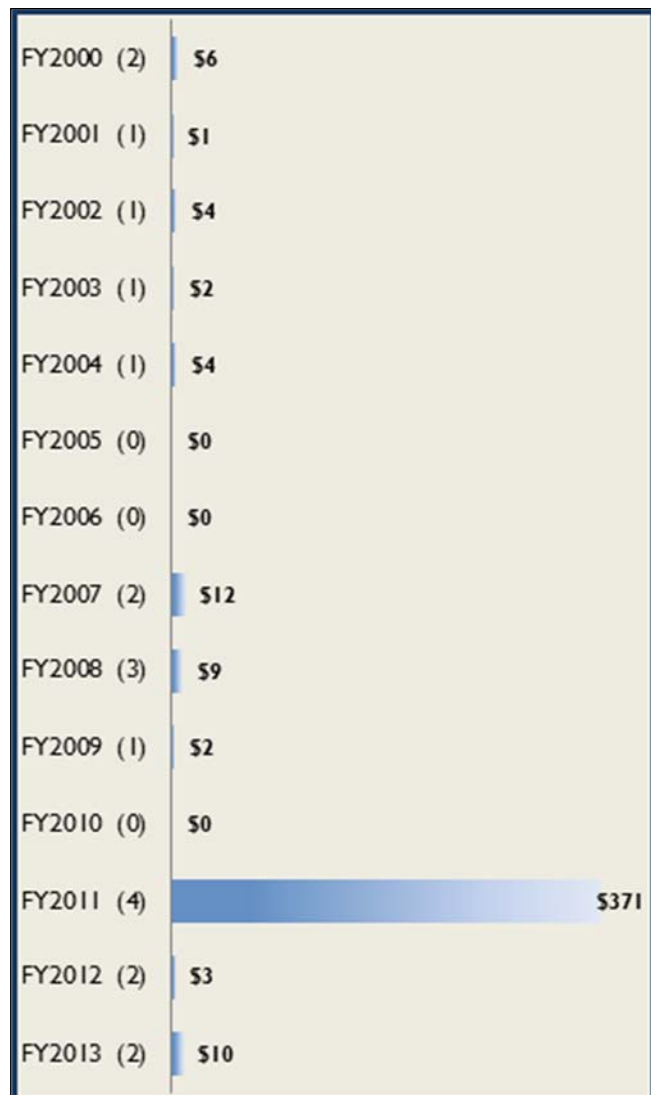 FY2000 (2) $6
FY2001 (1) $1
FY2002 (1) $4
FY2003 (1) $2
FY2004 (1) $4
FY2005 (0) $0
FY2006 (0) $0
FY2007 (2) $12
FY2008 (3) $9
FY2009 (1) $2
FY2010 (0) $0
FY2011 (4) $371
FY2012 (2) $3
FY2013 (2) $10